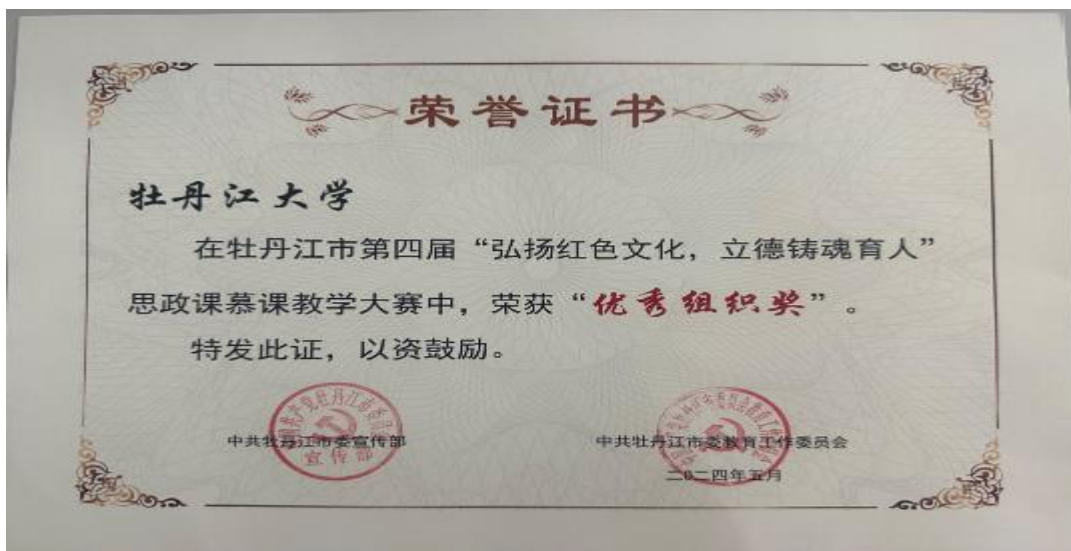 荣誉证书
牡丹江大学
在牡丹江市第四届“弘扬红色文化，立德铸魂育人”
思政课慕课教学大赛中，荣获“优秀组织奖”。
特发此证，以资鼓励。
中共牡丹江市委宣传部 中共牡丹江市委教育工作委员会
宣传部
二0二四年五月